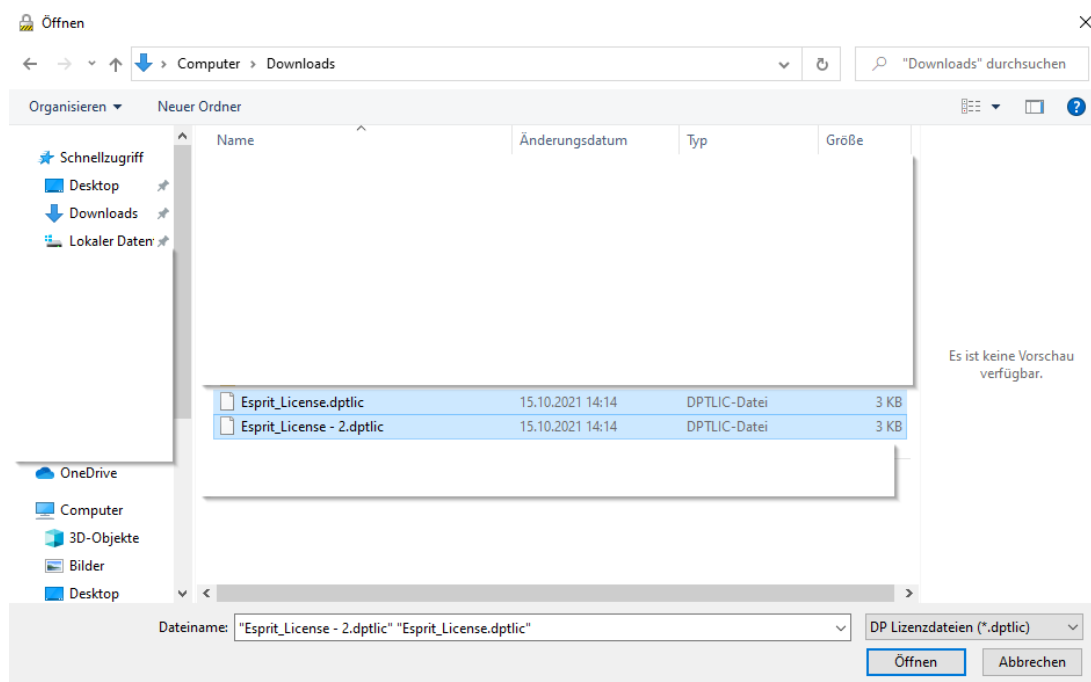 Öffnen
Computer > Downloads
"Downloads" durchsuchen
Organisieren
Neuer Ordner
Name
Änderungsdatum
Typ
Größe
Schnellzugriff
Desktop
Downloads
Lokaler Daten
Es ist keine Vorschau
verfügbar.
Esprit_License.dptlic
15.10.2021 14:14
DPTLIC-Datei
3 KB
Esprit_License - 2.dptlic
15.10.2021 14:14
DPTLIC-Datei
3 KB
OneDrive
Computer
3D-Objekte
Bilder
Desktop
Dateiname:
"Esprit_License - 2.dptlic" "Esprit_License.dptlic"
DP Lizenzdateien (*.dptlic)
Öffnen
Abbrechen